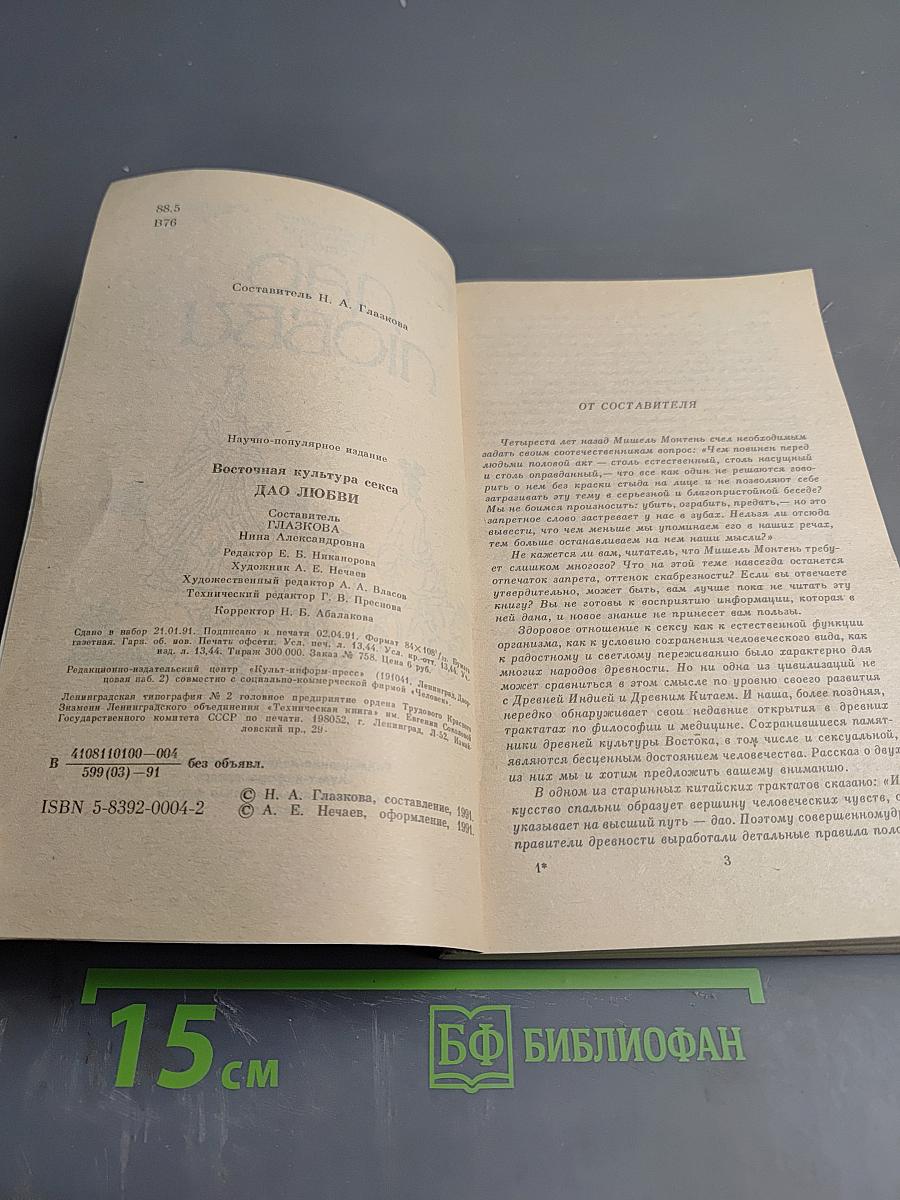 88.5
В76
Составитель Н. А. Глазкова
Научно-популярное издание
Восточная культура секса
ДАО ЛЮБВИ
Составитель
ГЛАЗКОВА
Нина Александровна
Редактор Е. Б. Никанорова
Художник А. Е. Нечаев
Художественный редактор А. А. Власов
Технический редактор Г. В. Преснова
Корректор Н. Б. Абалакова
Сдано в набор 21.01.91. Подписано к печати 02.04.91. Формат 84×108¹/₃₂. Бумага
газетная. Гарн. об. нов. Печать офсетн. Усл. печ. л. 13,44. Усл. кр.-отт. 13,44. Уч.
изд. л. 13,44. Тираж 300 000. Заказ № 758. Цена 6 руб.
Редакционно-издательский центр «Культ-информ-пресс» (191041, Ленинград, Двор-
цовая наб. 2) совместно с социально-коммерческой фирмой «Человек».
Ленинградская типография № 2 головное предприятие ордена Трудового Красного
Знамени Ленинградского объединения «Техническая книга» им. Евгении Соколовой
Государственного комитета СССР по печати. 198052, г. Ленинград, Л-52, Измай-
ловский пр., 29.
В 4108110100—004
599(03)—91 без объявл.
ISBN 5-8392-0004-2
© Н. А. Глазкова, составление, 1991.
© А. Е. Нечаев, оформление, 1991.
ОТ СОСТАВИТЕЛЯ
Четыреста лет назад Мишель Монтень счел необходимым
задать своим соотечественникам вопрос: «Чем повинен перед
людьми половой акт — столь естественный, столь насущный
и столь оправданный,— что все как один не решаются гово-
рить о нем без краски стыда на лице и не позволяют себе
затрагивать эту тему в серьезной и благопристойной беседе?
Мы не боимся произносить: убить, ограбить, предать,— но это
запретное слово застревает у нас в зубах. Нельзя ли отсюда
вывести, что чем меньше мы упоминаем его в наших речах,
тем больше останавливаем на нем наши мысли?»
Не кажется ли вам, читатель, что Мишель Монтень требу-
ет слишком многого? Что на этой теме навсегда останется
отпечаток запрета, оттенок скабрезности? Если вы отвечаете
утвердительно, может быть, вам лучше пока не читать эту
книгу? Вы не готовы к восприятию информации, которая в
ней дана, и новое знание не принесет вам пользы.
Здоровое отношение к сексу как к естественной функции
организма, как к условию сохранения человеческого вида, как
к радостному и светлому переживанию было характерно для
многих народов древности. Но ни одна из цивилизаций не
может сравниться в этом смысле по уровню своего развития
с Древней Индией и Древним Китаем. И наша, более поздняя,
нередко обнаруживает свои недавние открытия в древних
трактатах по философии и медицине. Сохранившиеся памят-
ники древней культуры Востока, в том числе и сексуальной,
являются бесценным достоянием человечества. Рассказ о двух
из них мы и хотим предложить вашему вниманию.
В одном из старинных китайских трактатов сказано: «И
кусство спальни образует вершину человеческих чувств, о
указывает на высший путь — дао. Поэтому совершенномудр
правители древности выработали детальные правила поло
1*
3
15 см
БФ БИБЛИОФАН